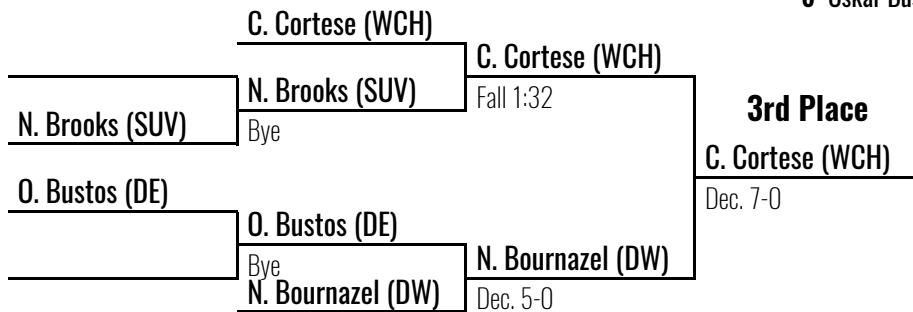 C. Cortese (WCH)
C. Cortese (WCH)
N. Brooks (SUV)
Fall 1:32
3rd Place
N. Brooks (SUV)
Bye
C. Cortese (WCH)
O. Bustos (DE)
Dec. 7-0
O. Bustos (DE)
Bye
N. Bournazel (DW)
N. Bournazel (DW)
Dec. 5-0